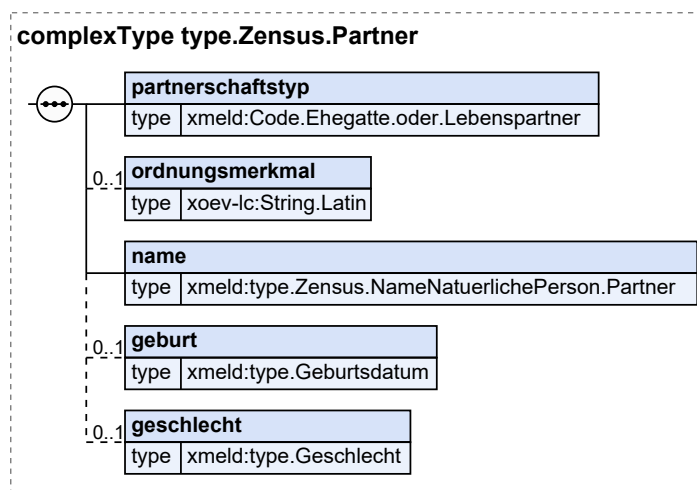 complexType type.Zensus.Partner
partnerschaftstyp
type xmeld:Code.Ehegatte.oder.Lebenspartner
0..1 ordnungsmerkmal
type xoev-lc:String.Latin
name
type xmeld:type.Zensus.NameNatuerlichePerson.Partner
0..1 geburt
type xmeld:type.Geburtsdatum
0..1 geschlecht
type xmeld:type.Geschlecht